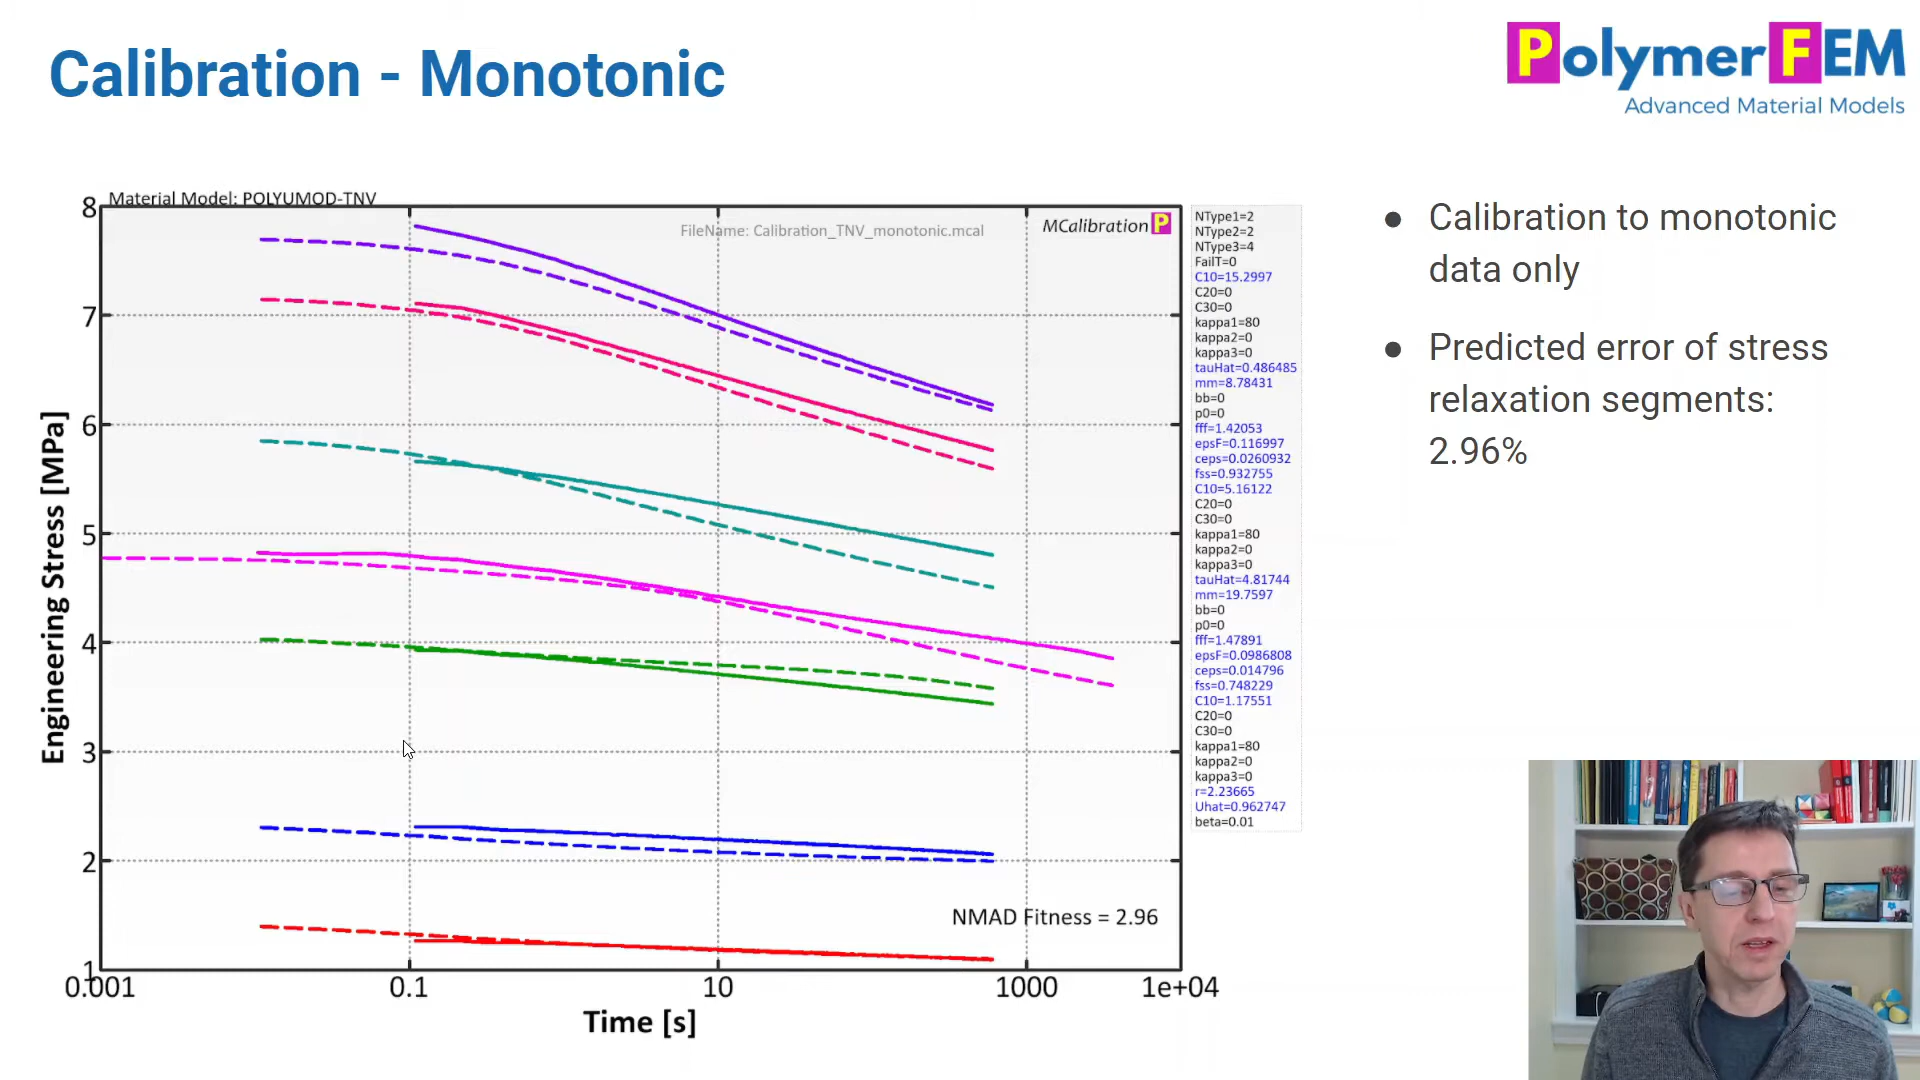 Calibration - Monotonic
PolymerFEM
Advanced Material Models
Material Model: POLYUMOD-TNV
FileName: Calibration_TNV_monotonic.mcal
MCalibration P
8
7
6
5
4
3
2
1
Engineering Stress [MPa]
0.001
0.1
10
1000
1e+04
Time [s]
NMAD Fitness = 2.96
NType1=2
NType2=2
NType3=4
FailT=0
C10=15.2997
C20=0
C30=0
kappa1=80
kappa2=0
kappa3=0
tauHat=0.486485
mm=8.78431
bb=0
p0=0
fff=1.42053
epsF=0.116997
ceps=0.0260932
fss=0.932755
C10=5.16122
C20=0
C30=0
kappa1=80
kappa2=0
kappa3=0
tauHat=4.81744
mm=19.7597
bb=0
p0=0
fff=1.47891
epsF=0.0986808
ceps=0.014796
fss=0.748229
C10=1.17551
C20=0
C30=0
kappa1=80
kappa2=0
kappa3=0
r=2.23665
Uhat=0.962747
beta=0.01
● Calibration to monotonic
data only
● Predicted error of stress
relaxation segments:
2.96%